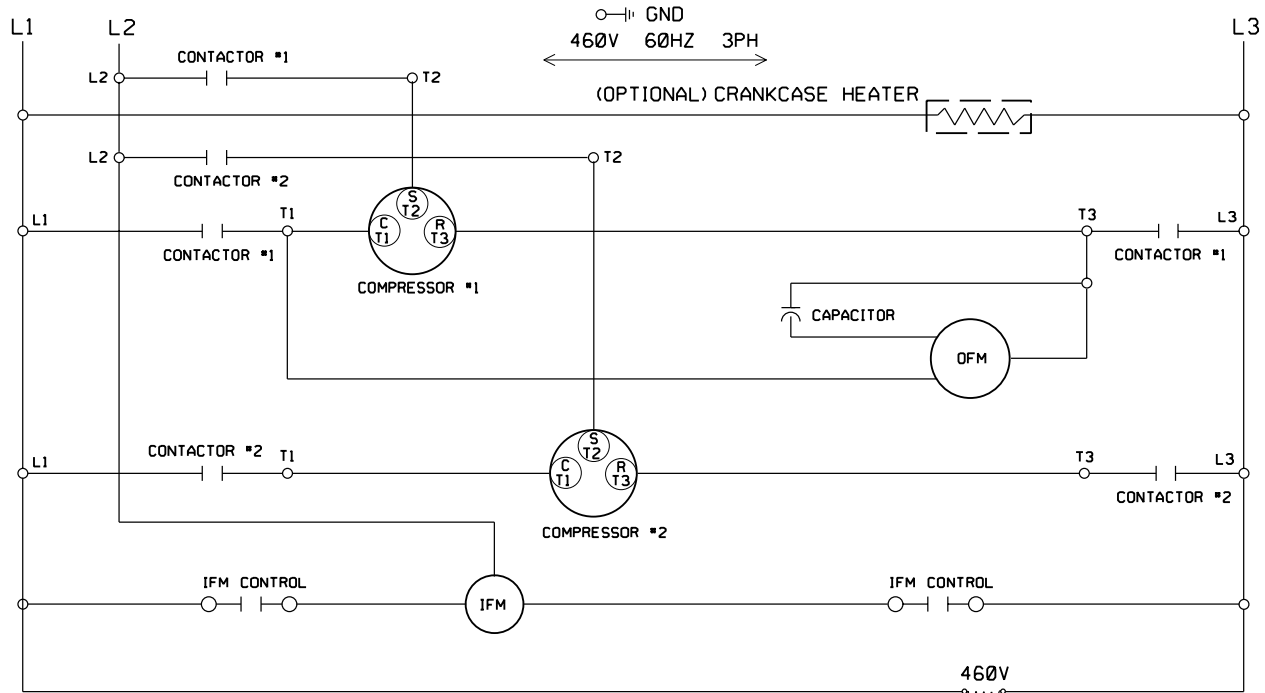 GND
L1
L2
460V 60HZ 3PH
L3
CONTACTOR #1
L2
T2
(OPTIONAL) CRANKCASE HEATER
L2
T2
CONTACTOR #2
S
T2
L1
T1
C
T1
R
T3
T3
L3
CONTACTOR #1
CONTACTOR #1
COMPRESSOR #1
CAPACITOR
OFM
CONTACTOR #2
S
T2
L1
T1
C
T1
R
T3
T3
L3
CONTACTOR #2
COMPRESSOR #2
IFM CONTROL
IFM CONTROL
IFM
460V